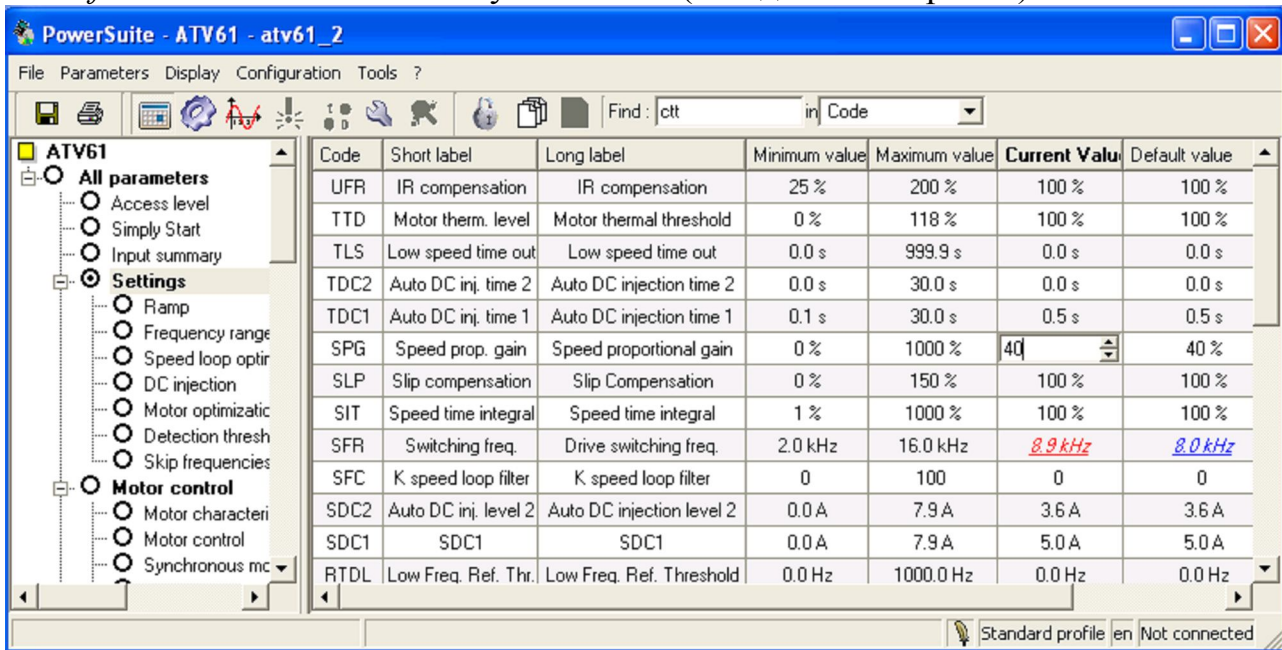 PowerSuite - ATV61 - atv61_2
File Parameters Display Configuration Tools ?
Find : ctt in Code
ATV61
All parameters
Access level
Simply Start
Input summary
Settings
Ramp
Frequency range
Speed loop optir
DC injection
Motor optimizatic
Detection thresh
Skip frequencies
Motor control
Motor characteri
Motor control
Synchronous mc
Code Short label Long label Minimum value Maximum value Current Valu Default value
UFR IR compensation IR compensation 25 % 200 % 100 % 100 %
TTD Motor therm. level Motor thermal threshold 0 % 118 % 100 % 100 %
TLS Low speed time out Low speed time out 0.0 s 999.9 s 0.0 s 0.0 s
TDC2 Auto DC inj. time 2 Auto DC injection time 2 0.0 s 30.0 s 0.0 s 0.0 s
TDC1 Auto DC inj. time 1 Auto DC injection time 1 0.1 s 30.0 s 0.5 s 0.5 s
SPG Speed prop. gain Speed proportional gain 0 % 1000 % 40 40 %
SLP Slip compensation Slip Compensation 0 % 150 % 100 % 100 %
SIT Speed time integral Speed time integral 1 % 1000 % 100 % 100 %
SFR Switching freq. Drive switching freq. 2.0 kHz 16.0 kHz 8.9 kHz 8.0 kHz
SFC K speed loop filter K speed loop filter 0 100 0 0
SDC2 Auto DC inj. level 2 Auto DC injection level 2 0.0 A 7.9 A 3.6 A 3.6 A
SDC1 SDC1 SDC1 0.0 A 7.9 A 5.0 A 5.0 A
RTDL Low Freq. Ref. Thr. Low Freq. Ref. Threshold 0.0 Hz 1000.0 Hz 0.0 Hz 0.0 Hz
Standard profile en Not connected